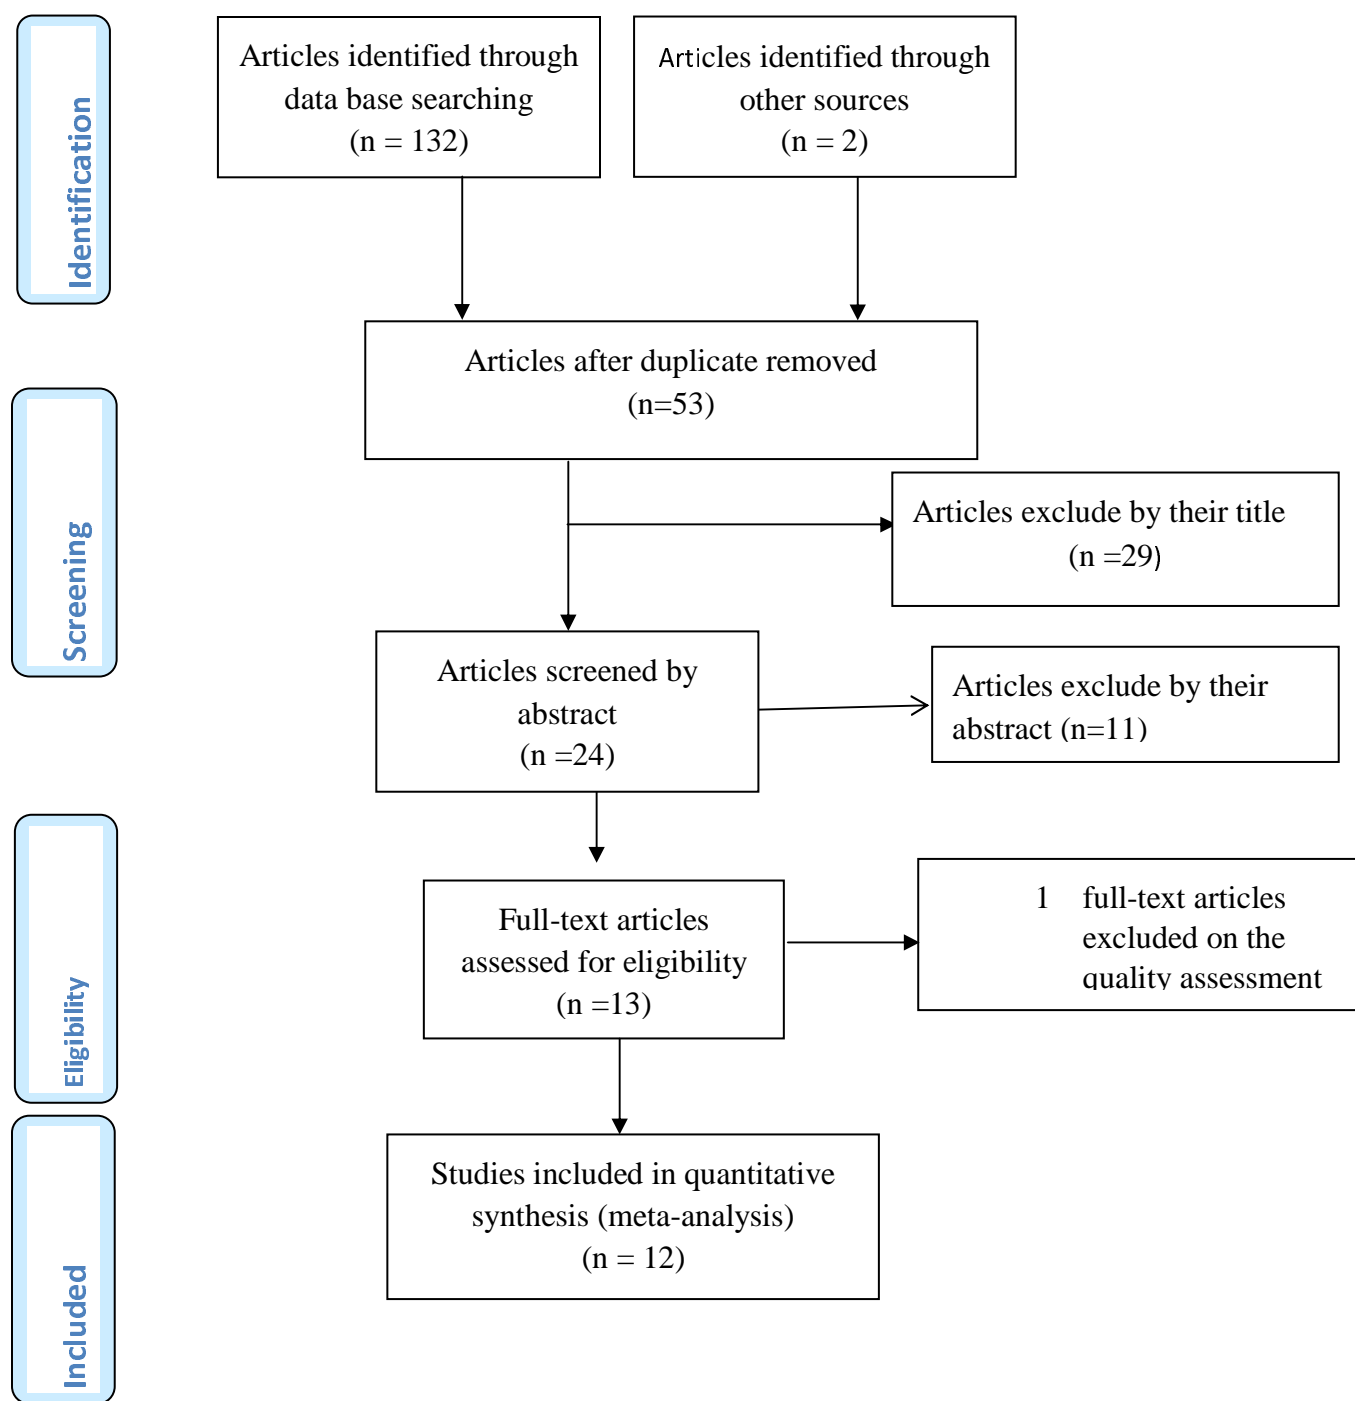 Identification
Articles identified through
data base searching
(n = 132)
Articles identified through
other sources
(n = 2)
Articles after duplicate removed
(n=53)
Screening
Articles exclude by their title
(n =29)
Articles screened by
abstract
(n =24)
Articles exclude by their
abstract (n=11)
Eligibility
Full-text articles
assessed for eligibility
(n =13)
1 full-text articles
excluded on the
quality assessment
Included
Studies included in quantitative
synthesis (meta-analysis)
(n = 12)